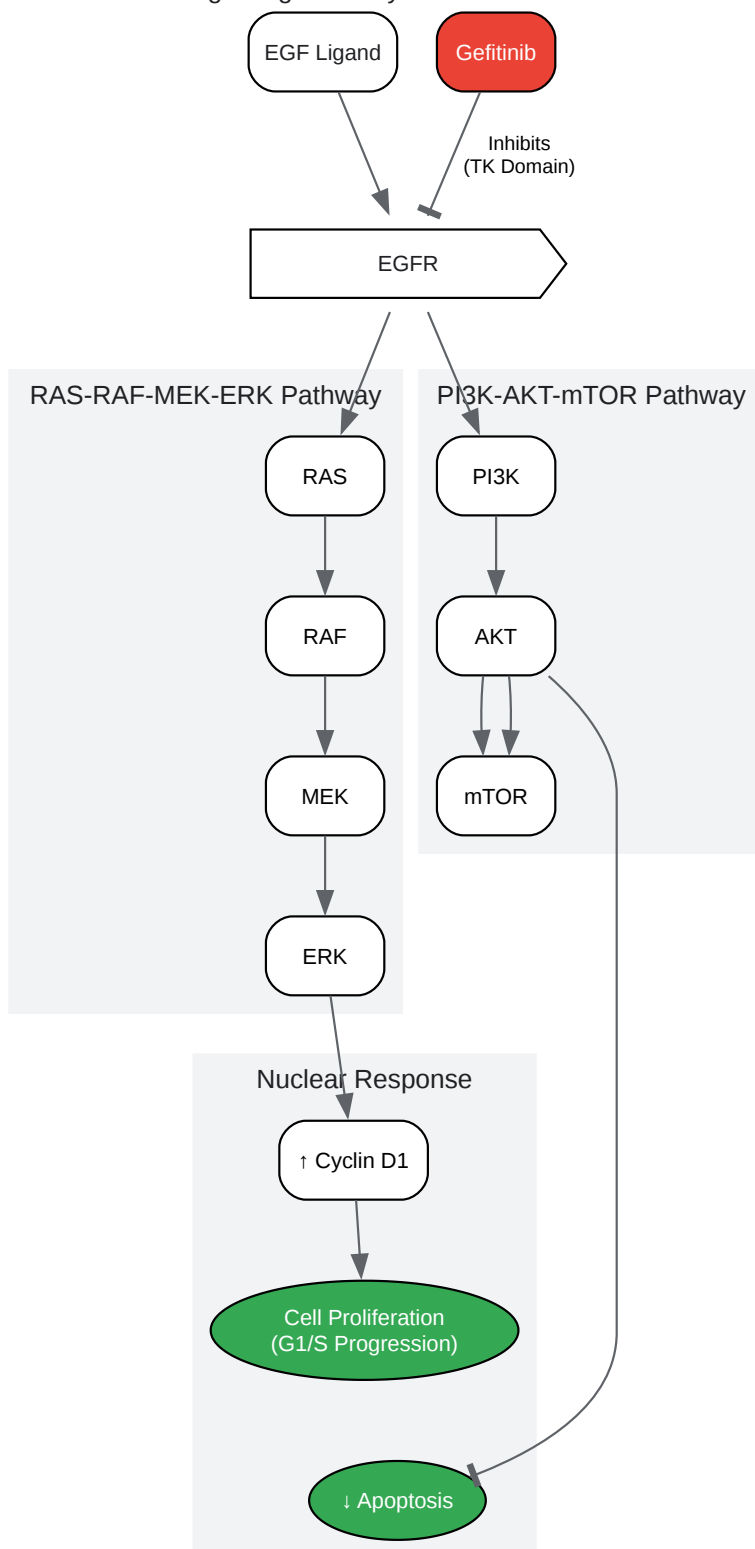 EGF Ligand
Gefitinib
Inhibits
(TK Domain)
EGFR
RAS-RAF-MEK-ERK Pathway
PI3K-AKT-mTOR Pathway
RAS
PI3K
RAF
AKT
MEK
mTOR
ERK
Nuclear Response
↑ Cyclin D1
Cell Proliferation
(G1/S Progression)
↓ Apoptosis